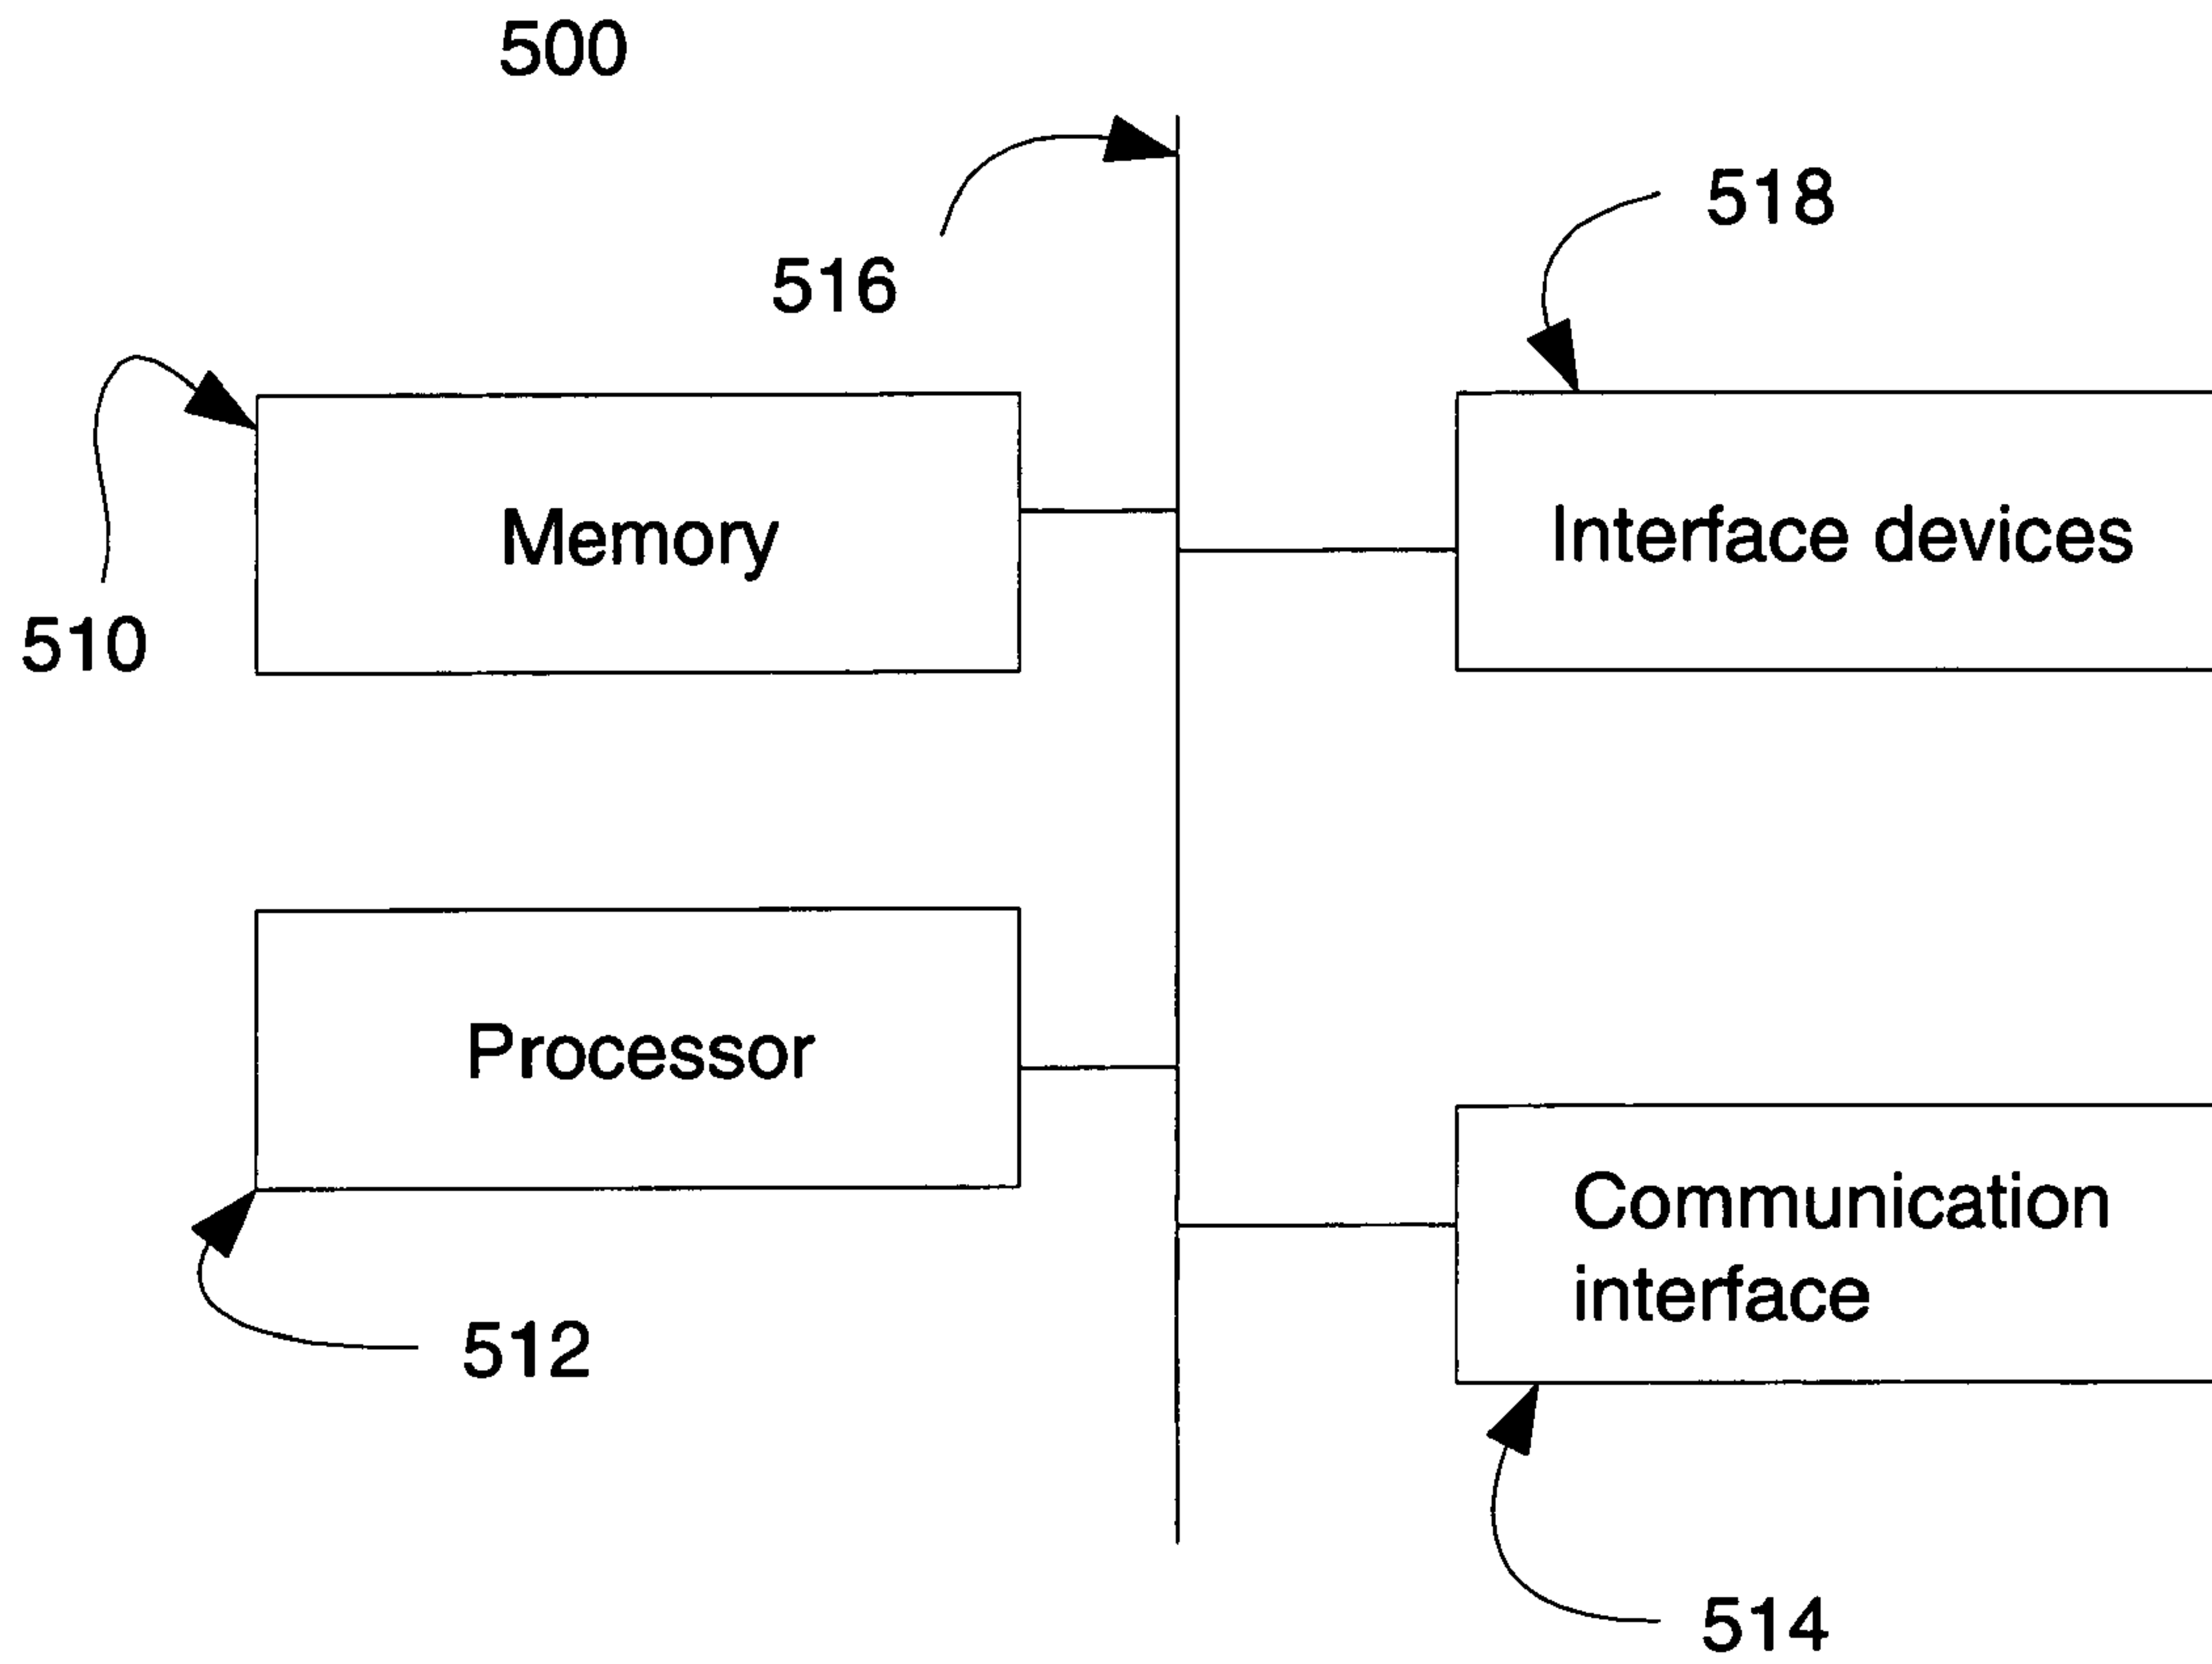 500
516
518
510
Memory
Interface devices
Processor
Communication
interface
512
514